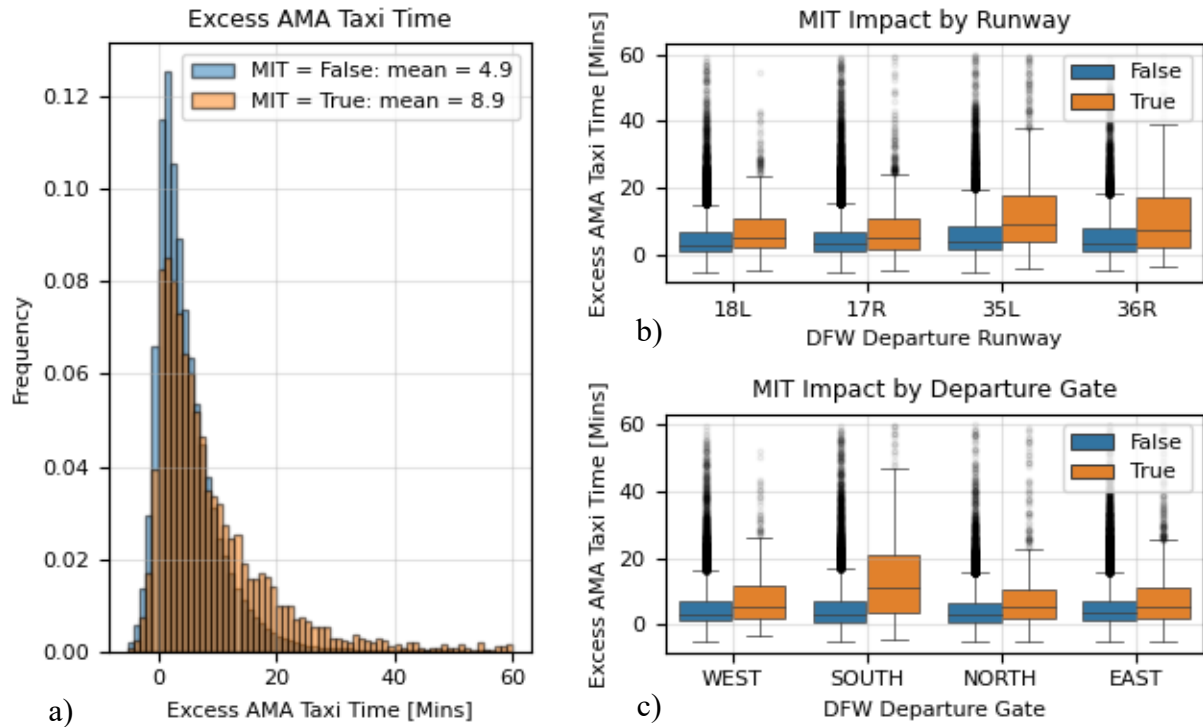 Excess AMA Taxi Time
MIT = False: mean = 4.9
MIT = True: mean = 8.9
0.12
0.10
0.08
0.06
0.04
0.02
0.00
Frequency
0 20 40 60
Excess AMA Taxi Time [Mins]
a)
MIT Impact by Runway
False
True
60
40
20
0
Excess AMA Taxi Time [Mins]
18L 17R 35L 36R
DFW Departure Runway
b)
MIT Impact by Departure Gate
False
True
60
40
20
0
Excess AMA Taxi Time [Mins]
WEST SOUTH NORTH EAST
DFW Departure Gate
c)